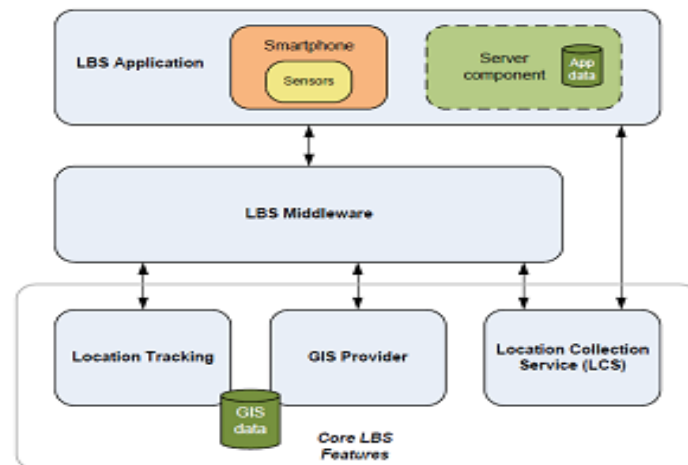 LBS Application
Smartphone
Sensors
Server
component
App
data
LBS Middleware
Location Tracking
GIS Provider
Location Collection
Service (LCS)
GIS
data
Core LBS
Features